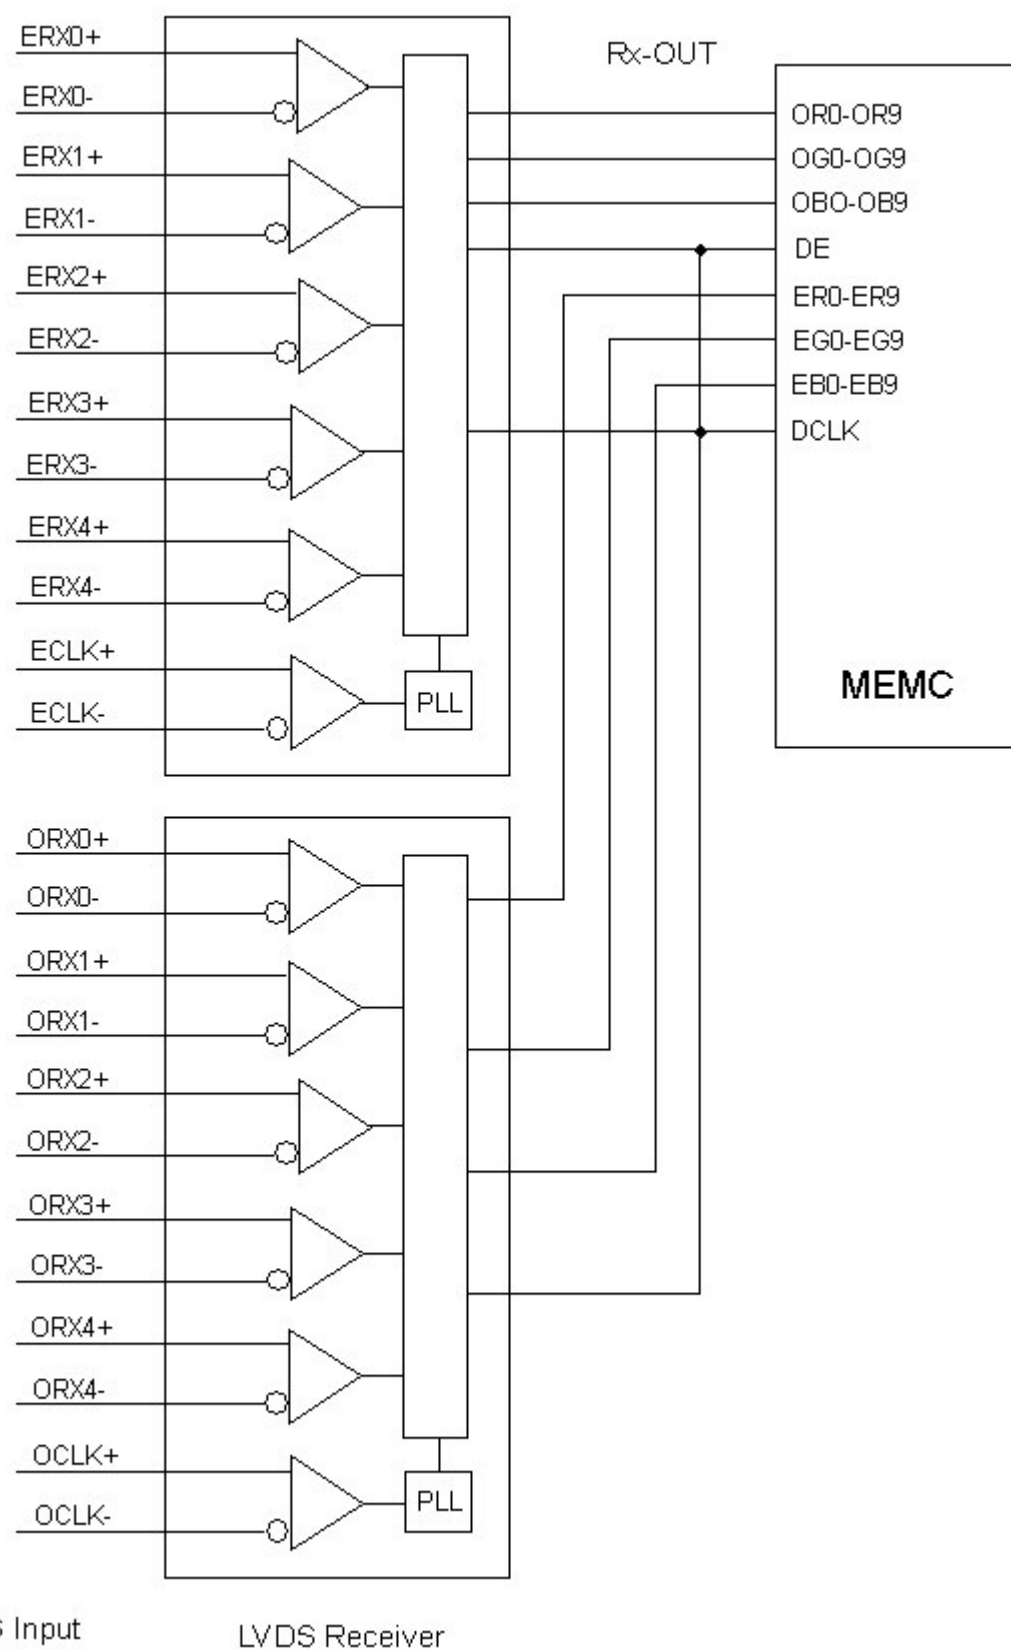 ERX0+
ERX0-
ERX1+
ERX1-
ERX2+
ERX2-
ERX3+
ERX3-
ERX4+
ERX4-
ECLK+
ECLK-
PLL
Rx-OUT
OR0-OR9
OG0-OG9
OBO-OB9
DE
ER0-ER9
EG0-EG9
EB0-EB9
DCLK
MEMC
ORX0+
ORX0-
ORX1+
ORX1-
ORX2+
ORX2-
ORX3+
ORX3-
ORX4+
ORX4-
OCLK+
OCLK-
PLL
Input
LVDS Receiver